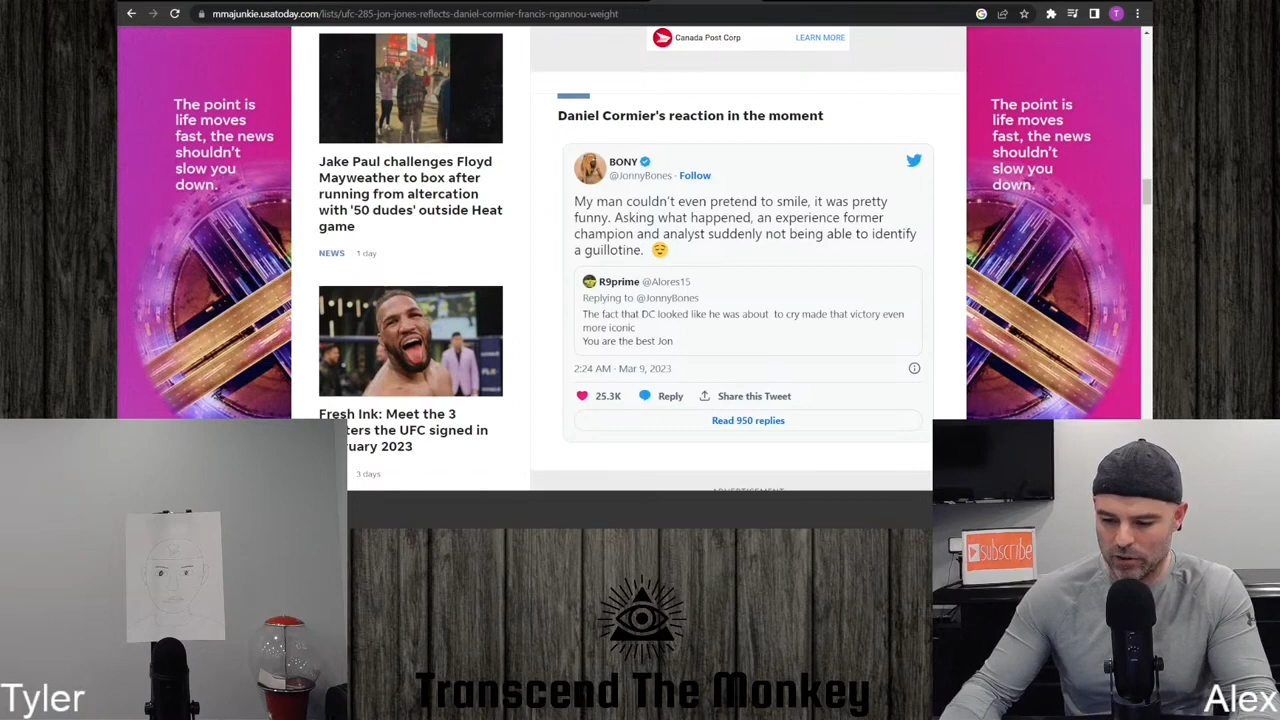 mmajunkie.usatoday.com/lists/ufc-285-jon-jones-reflects-daniel-cormier-francis-ngannou-weight
T
The point is
life moves
fast, the news
shouldn't
slow you
down.
Jake Paul challenges Floyd
Mayweather to box after
running from altercation
with '50 dudes' outside Heat
game
NEWS 1 day
Fresh Ink: Meet the 3
ters the UFC signed in
uary 2023
3 days
Canada Post Corp LEARN MORE
Daniel Cormier's reaction in the moment
BONY
@JonnyBones · Follow
My man couldn't even pretend to smile, it was pretty
funny. Asking what happened, an experience former
champion and analyst suddenly not being able to identify
a guillotine. 😌
R9prime @Alores15
Replying to @JonnyBones
The fact that DC looked like he was about to cry made that victory even
more iconic
You are the best Jon
2:24 AM · Mar 9, 2023
25.3K Reply Share this Tweet
Read 950 replies
ADVERTISEMENT
The point is
life moves
fast, the news
shouldn't
slow you
down.
subscribe
Transcend The Monkey
Tyler
Alex